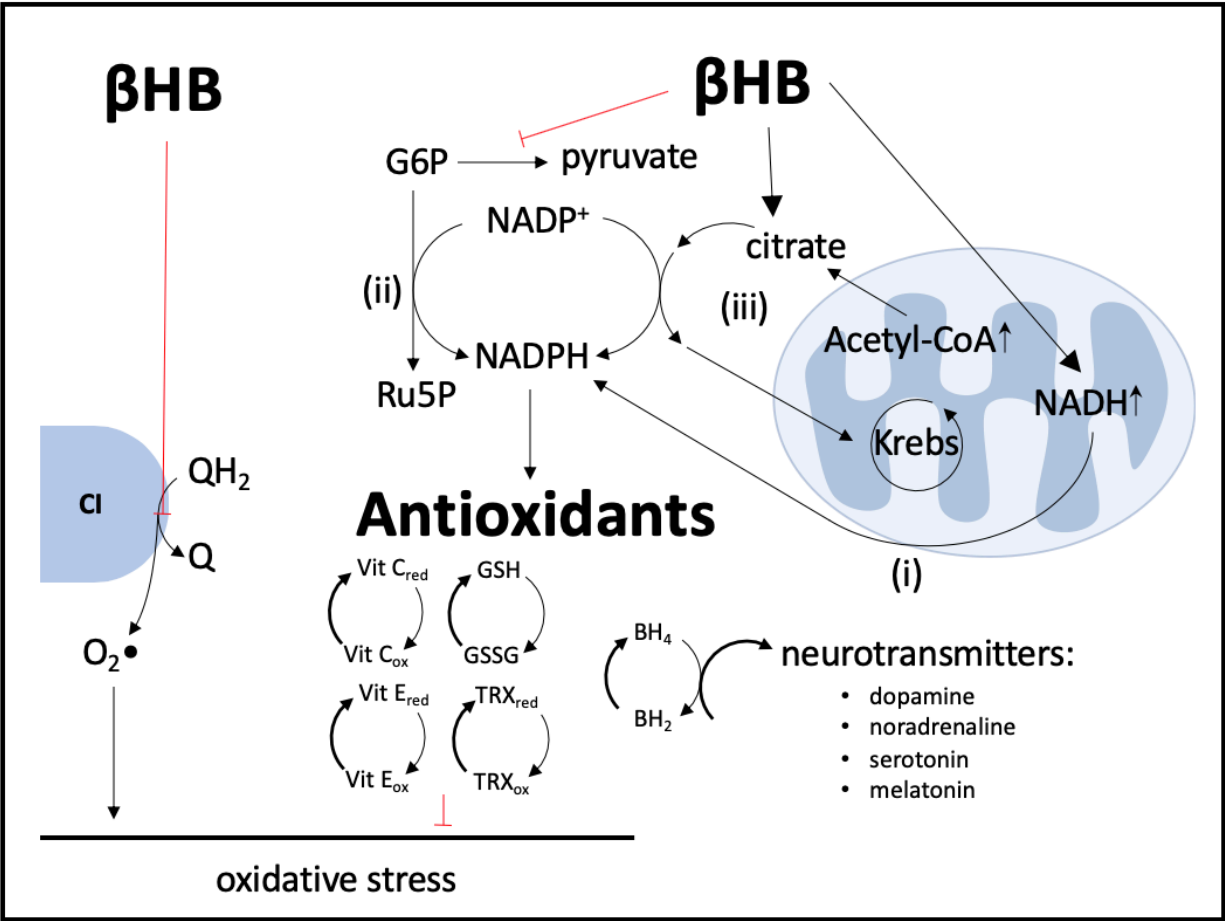 βHB
βHB
G6P
pyruvate
NADP⁺
citrate
(ii)
(iii)
Acetyl-CoA↑
NADPH
Ru5P
NADH↑
Krebs
QH₂
CI
Antioxidants
Q
(i)
Vit C_red
GSH
O₂•
Vit C_ox
GSSG
BH₄
neurotransmitters:
Vit E_red
TRX_red
BH₂
• dopamine
• noradrenaline
• serotonin
• melatonin
Vit E_ox
TRX_ox
oxidative stress